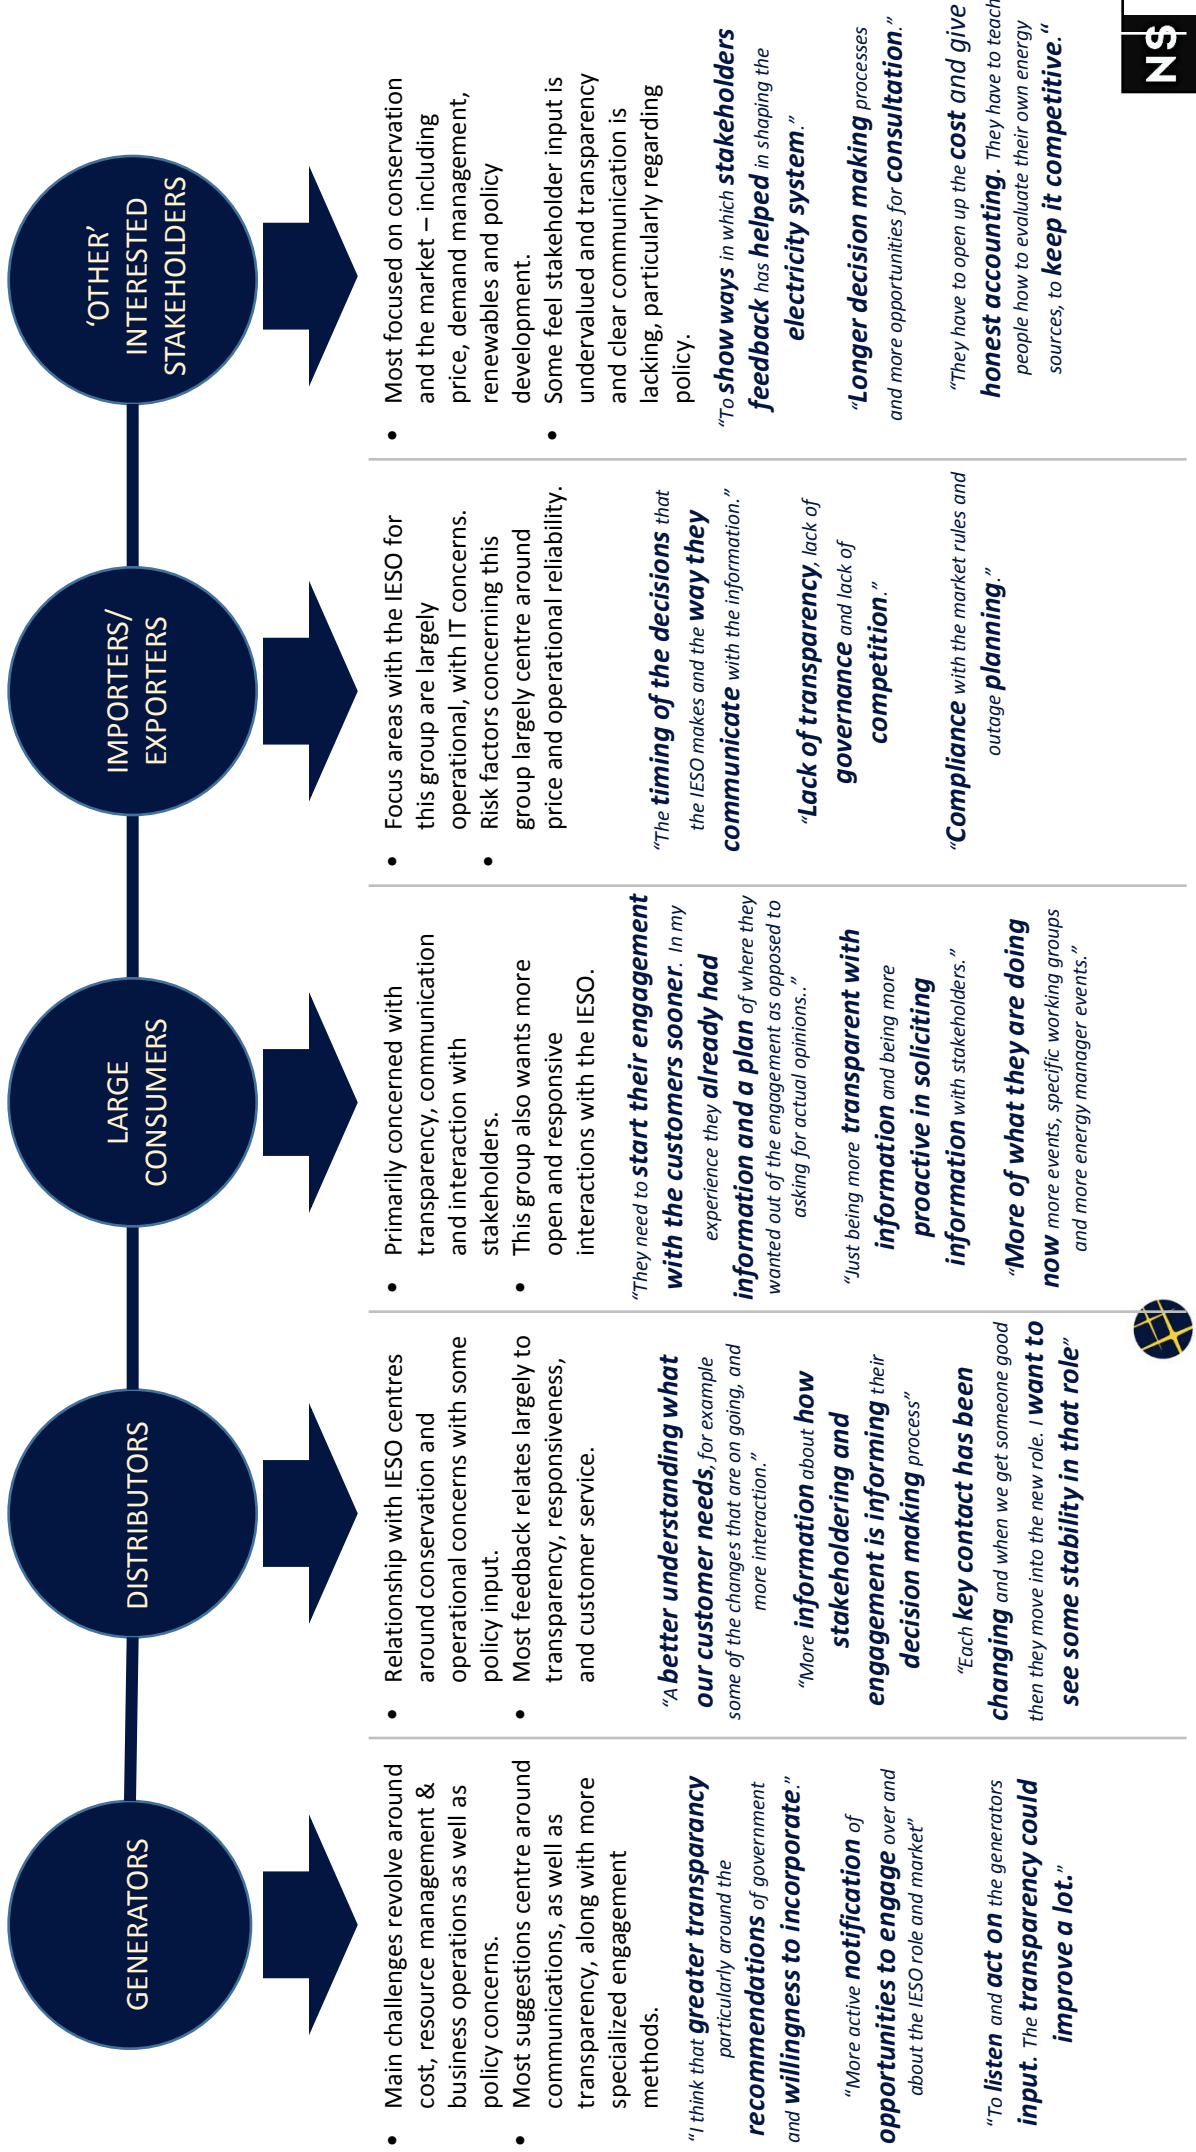 GENERATORS
Main challenges revolve around
cost, resource management &
business operations as well as
policy concerns.
Most suggestions centre around
communications, as well as
transparency, along with more
specialized engagement
methods.
"I think that greater transparancy
particularly around the
recommendations of government
and willingness to incorporate."
"More active notification of
opportunities to engage over and
about the IESO role and market"
"To listen and act on the generators
input. The transparency could
improve a lot."
DISTRIBUTORS
Relationship with IESO centres
around conservation and
operational concerns with some
policy input.
Most feedback relates largely to
transparency, responsiveness,
and customer service.
"A better understanding what
our customer needs, for example
some of the changes that are on going, and
more interaction."
"More information about how
stakeholdering and
engagement is informing their
decision making process"
"Each key contact has been
changing and when we get someone good
then they move into the new role. I want to
see some stability in that role"
LARGE
CONSUMERS
Primarily concerned with
transparency, communication
and interaction with
stakeholders.
This group also wants more
open and responsive
interactions with the IESO.
"They need to start their engagement
with the customers sooner. In my
experience they already had
information and a plan of where they
wanted out of the engagement as opposed to
asking for actual opinions.."
"Just being more transparent with
information and being more
proactive in soliciting
information with stakeholders."
"More of what they are doing
now more events, specific working groups
and more energy manager events."
IMPORTERS/
EXPORTERS
Focus areas with the IESO for
this group are largely
operational, with IT concerns.
Risk factors concerning this
group largely centre around
price and operational reliability.
"The timing of the decisions that
the IESO makes and the way they
communicate with the information."
"Lack of transparency, lack of
governance and lack of
competition."
"Compliance with the market rules and
outage planning."
'OTHER'
INTERESTED
STAKEHOLDERS
Most focused on conservation
and the market – including
price, demand management,
renewables and policy
development.
Some feel stakeholder input is
undervalued and transparency
and clear communication is
lacking, particularly regarding
policy.
"To show ways in which stakeholders
feedback has helped in shaping the
electricity system."
"Longer decision making processes
and more opportunities for consultation."
"They have to open up the cost and give
honest accounting. They have to teach
people how to evaluate their own energy
sources, to keep it competitive."
NS